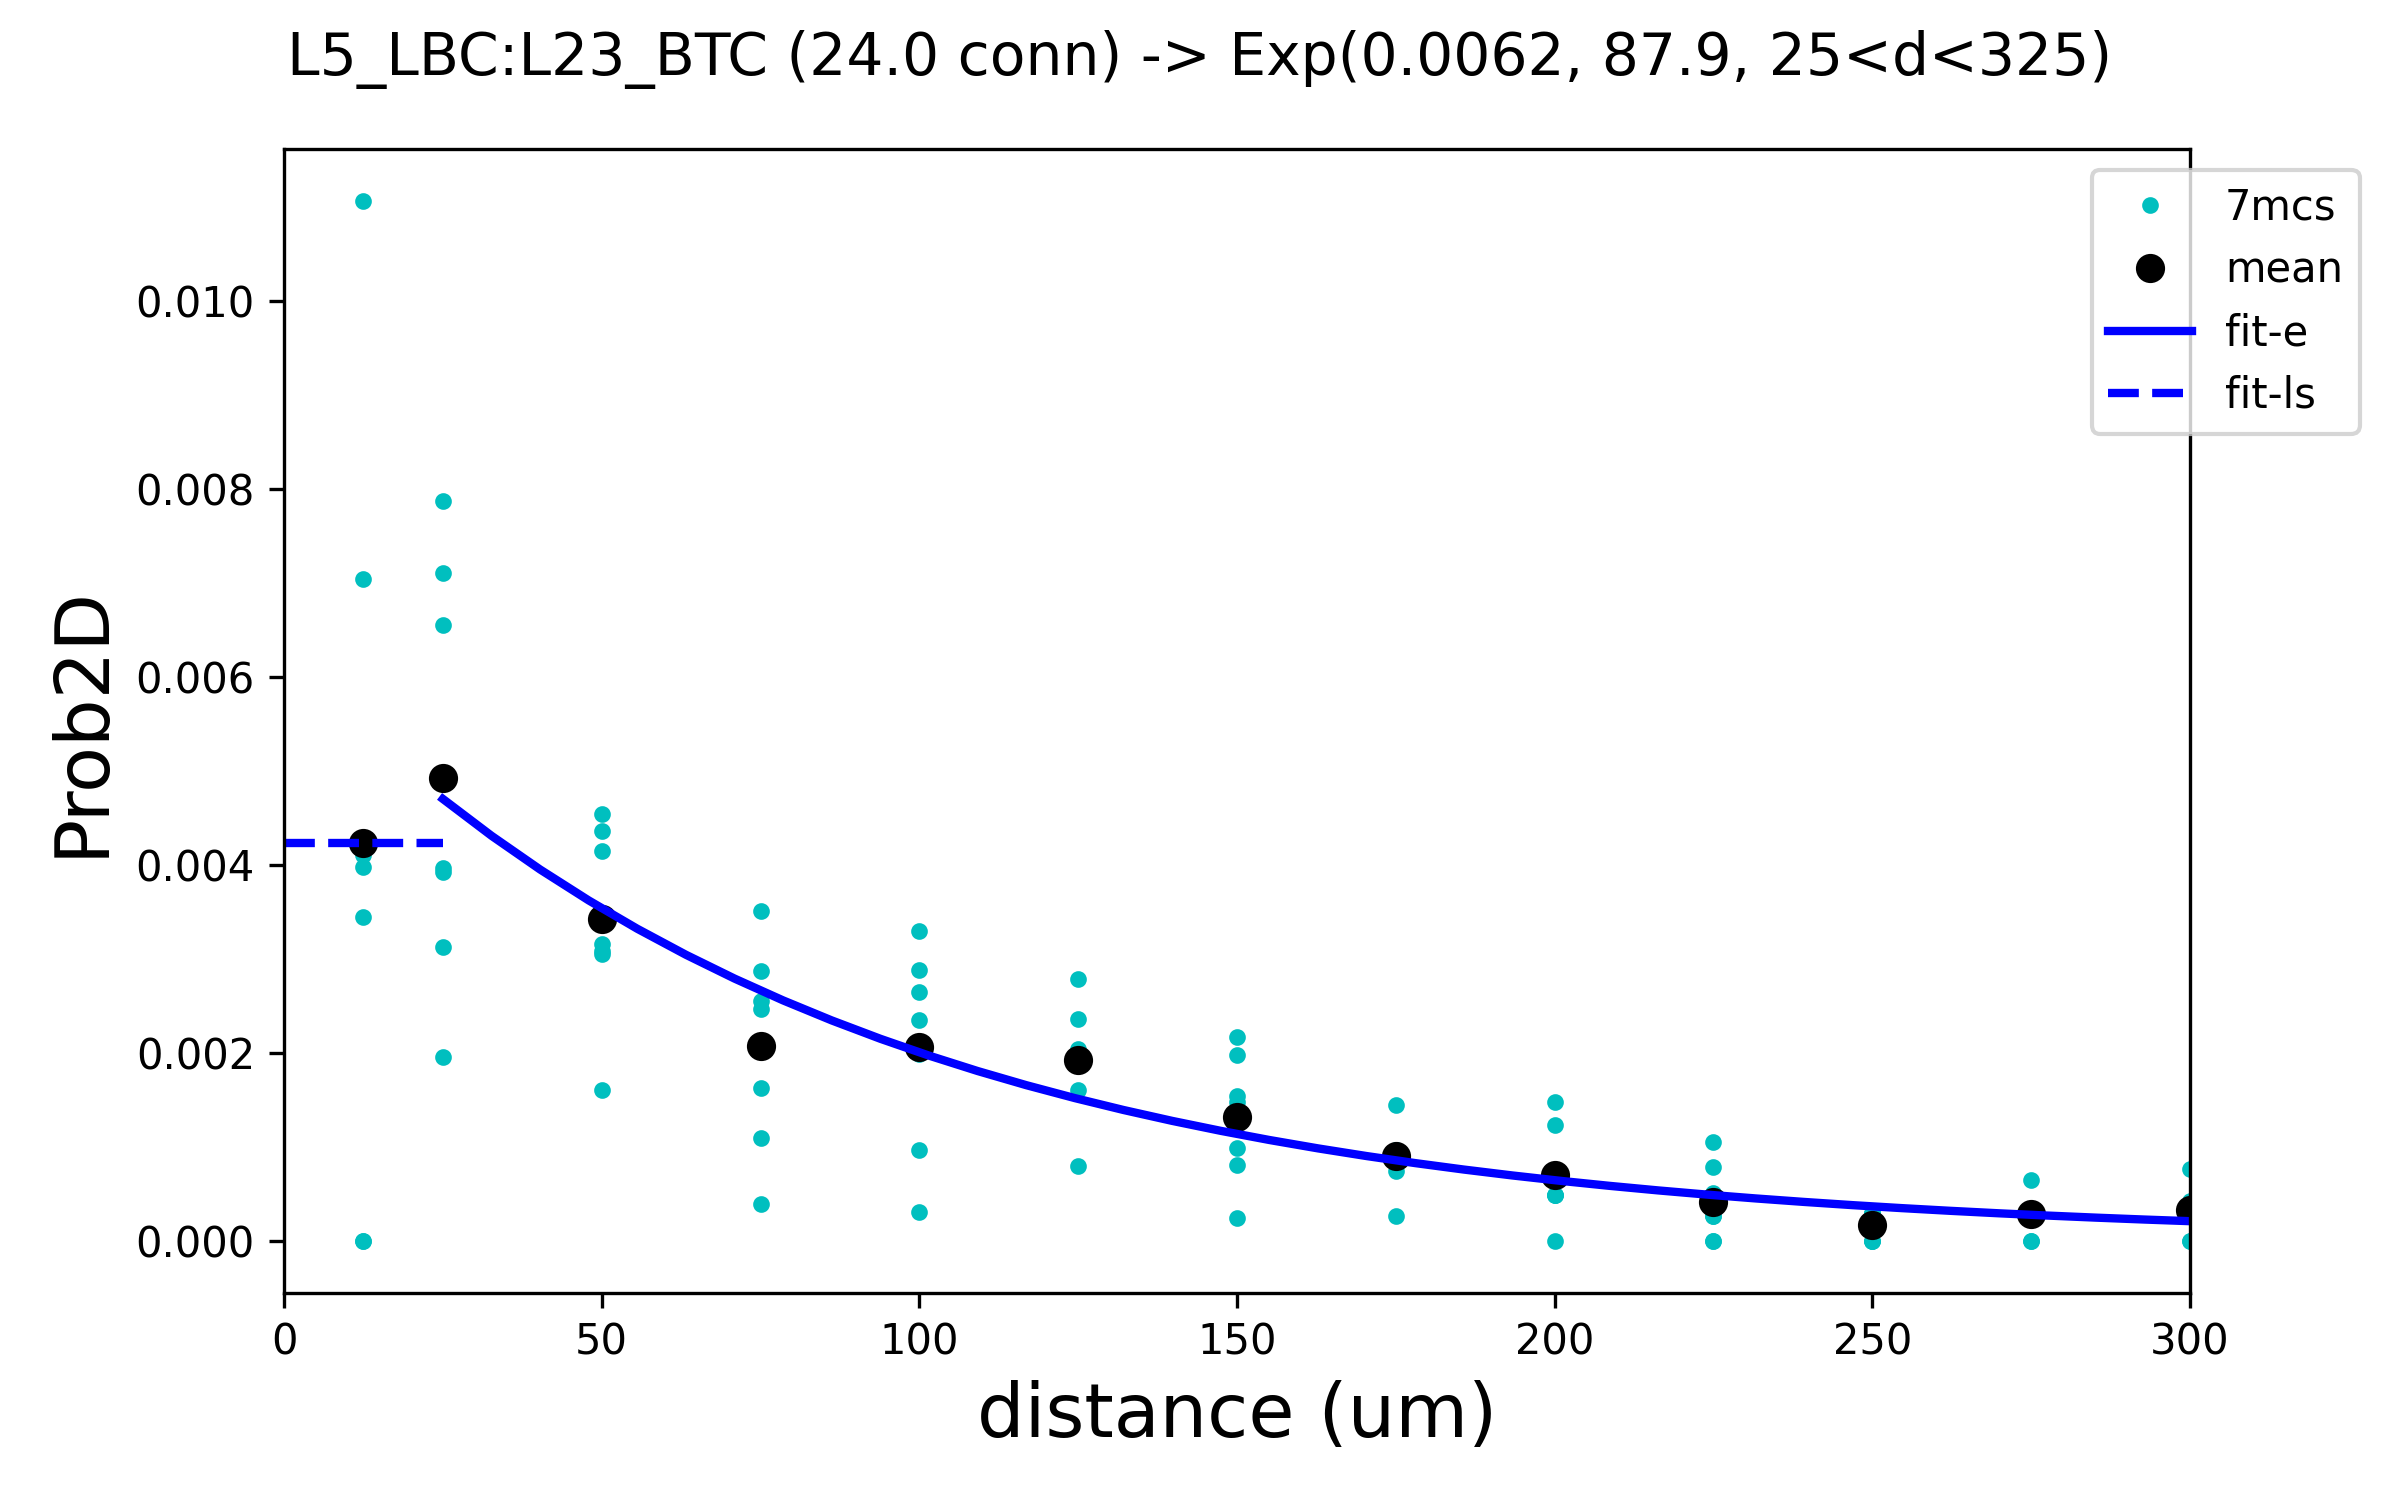 L5_LBC:L23_BTC (24.0 conn) -> Exp(0.0062, 87.9, 25<d<325)
7mcs
mean
fit-e
fit-ls
Prob2D
0.010
0.008
0.006
0.004
0.002
0.000
0 50 100 150 200 250 300
distance (um)